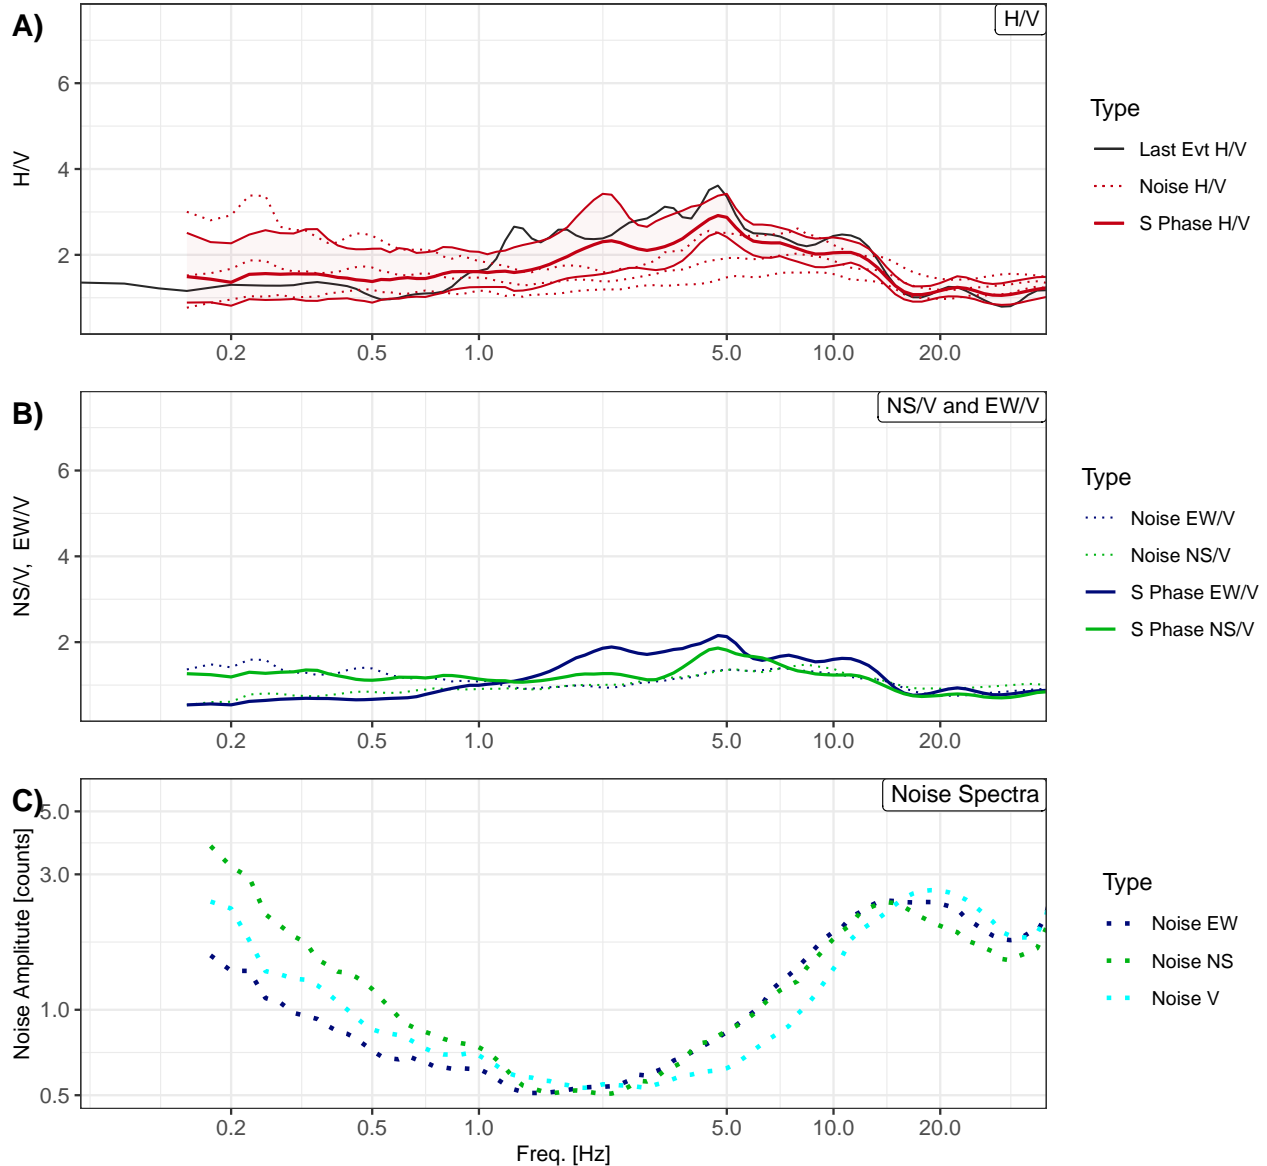 A)
H/V
H/V
6
4
2
0.2 0.5 1.0 5.0 10.0 20.0
Type
Last Evt H/V
Noise H/V
S Phase H/V
B)
NS/V and EW/V
NS/V, EW/V
6
4
2
0.2 0.5 1.0 5.0 10.0 20.0
Type
Noise EW/V
Noise NS/V
S Phase EW/V
S Phase NS/V
C)
Noise Spectra
Noise Amplitute [counts]
5.0
3.0
1.0
0.5
0.2 0.5 1.0 5.0 10.0 20.0
Freq. [Hz]
Type
Noise EW
Noise NS
Noise V